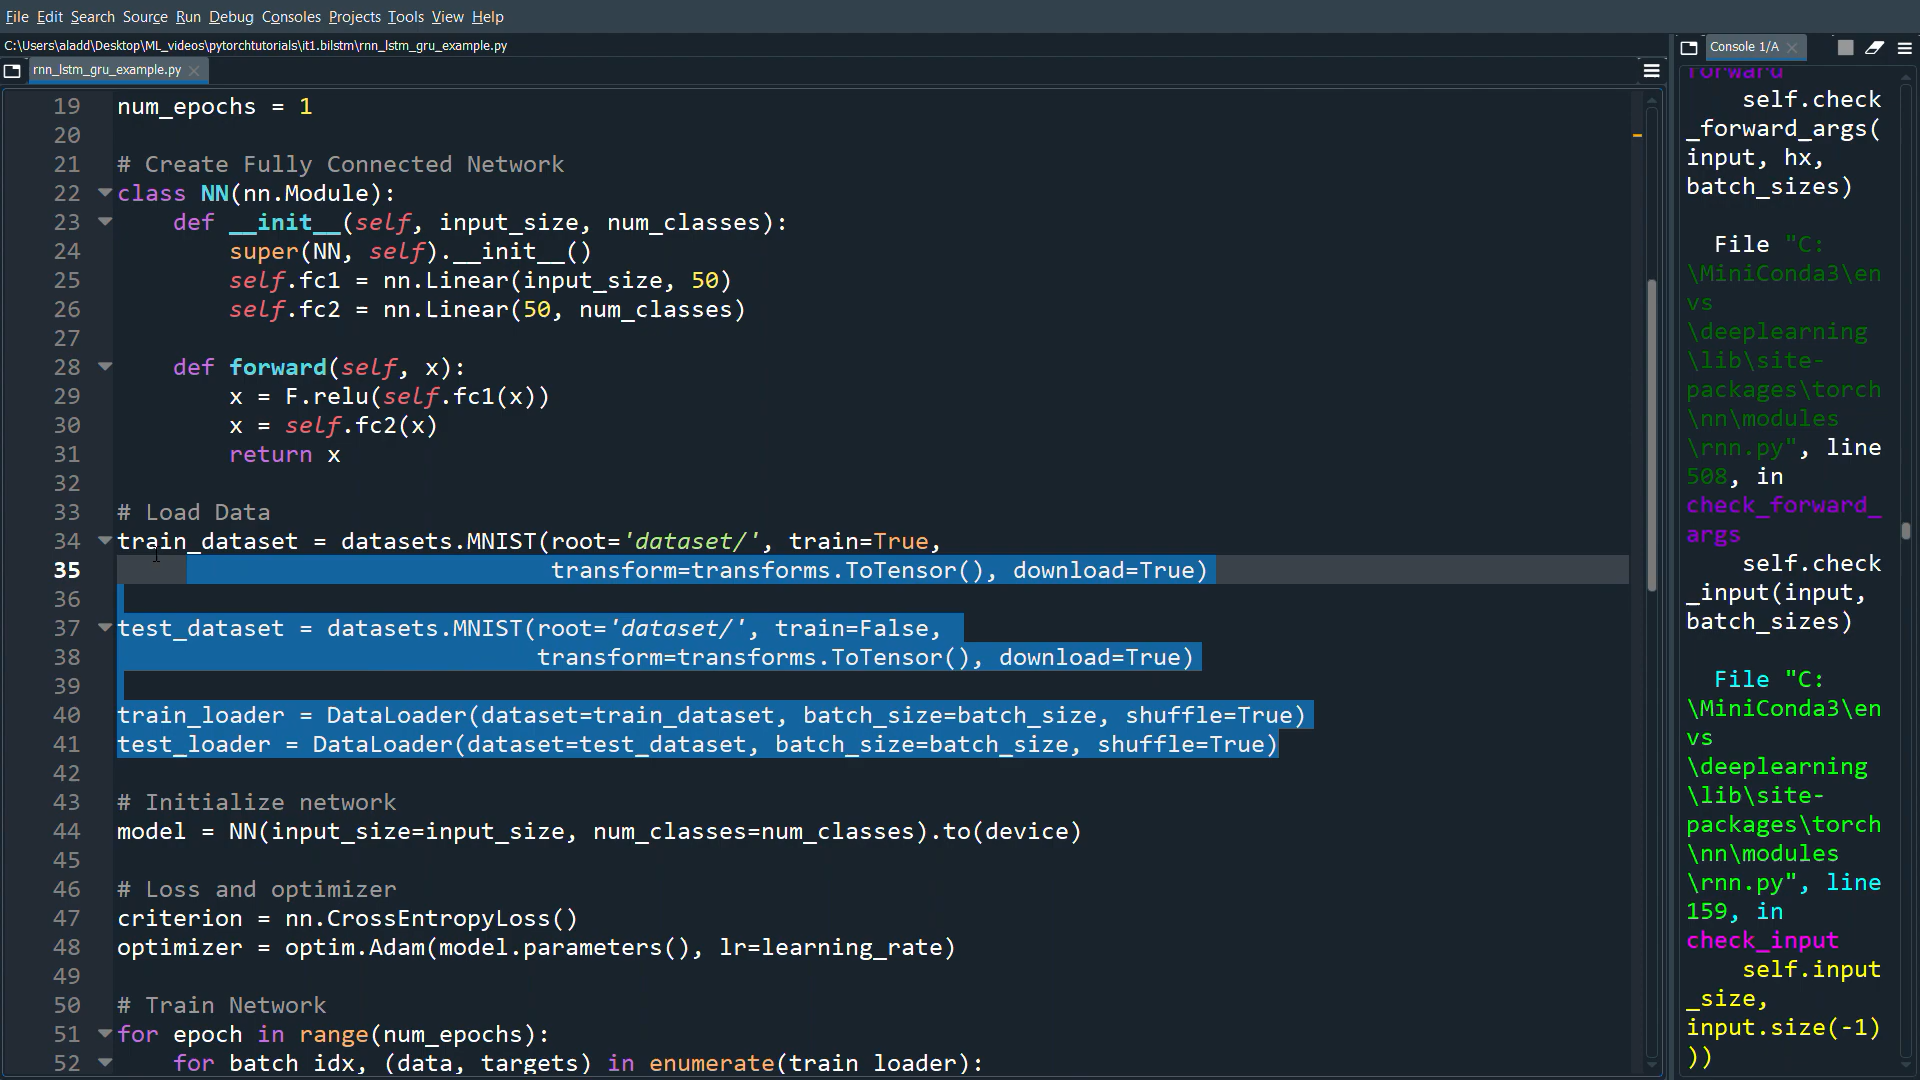 File Edit Search Source Run Debug Consoles Projects Tools View Help
C:\Users\aladd\Desktop\ML_videos\pytorchtutorials\it1.bilstm\rnn_lstm_gru_example.py
rnn_lstm_gru_example.py
19 num_epochs = 1
20
21 # Create Fully Connected Network
22 class NN(nn.Module):
23 def __init__(self, input_size, num_classes):
24 super(NN, self).__init__()
25 self.fc1 = nn.Linear(input_size, 50)
26 self.fc2 = nn.Linear(50, num_classes)
27
28 def forward(self, x):
29 x = F.relu(self.fc1(x))
30 x = self.fc2(x)
31 return x
32
33 # Load Data
34 train_dataset = datasets.MNIST(root='dataset/', train=True,
35 transform=transforms.ToTensor(), download=True)
36
37 test_dataset = datasets.MNIST(root='dataset/', train=False,
38 transform=transforms.ToTensor(), download=True)
39
40 train_loader = DataLoader(dataset=train_dataset, batch_size=batch_size, shuffle=True)
41 test_loader = DataLoader(dataset=test_dataset, batch_size=batch_size, shuffle=True)
42
43 # Initialize network
44 model = NN(input_size=input_size, num_classes=num_classes).to(device)
45
46 # Loss and optimizer
47 criterion = nn.CrossEntropyLoss()
48 optimizer = optim.Adam(model.parameters(), lr=learning_rate)
49
50 # Train Network
51 for epoch in range(num_epochs):
52 for batch_idx, (data, targets) in enumerate(train_loader):
Console 1/A
forward
self.check
_forward_args(
input, hx,
batch_sizes)
File "C:
\MiniConda3\en
vs
\deeplearning
\lib\site-
packages\torch
\nn\modules
\rnn.py", line
508, in
check_forward_
args
self.check
_input(input,
batch_sizes)
File "C:
\MiniConda3\en
vs
\deeplearning
\lib\site-
packages\torch
\nn\modules
\rnn.py", line
159, in
check_input
self.input
_size,
input.size(-1)
))